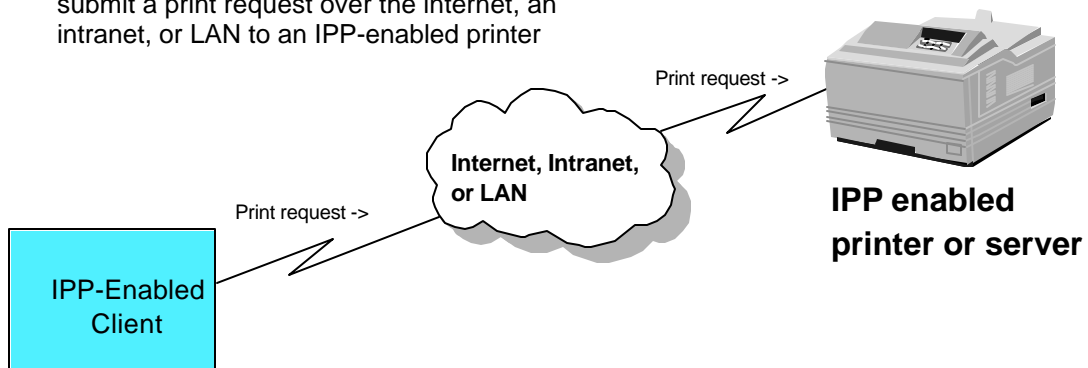 submit a print request over the internet, an
intranet, or LAN to an IPP-enabled printer
Print request ->
Internet, Intranet,
or LAN
Print request ->
IPP enabled
printer or server
IPP-Enabled
Client